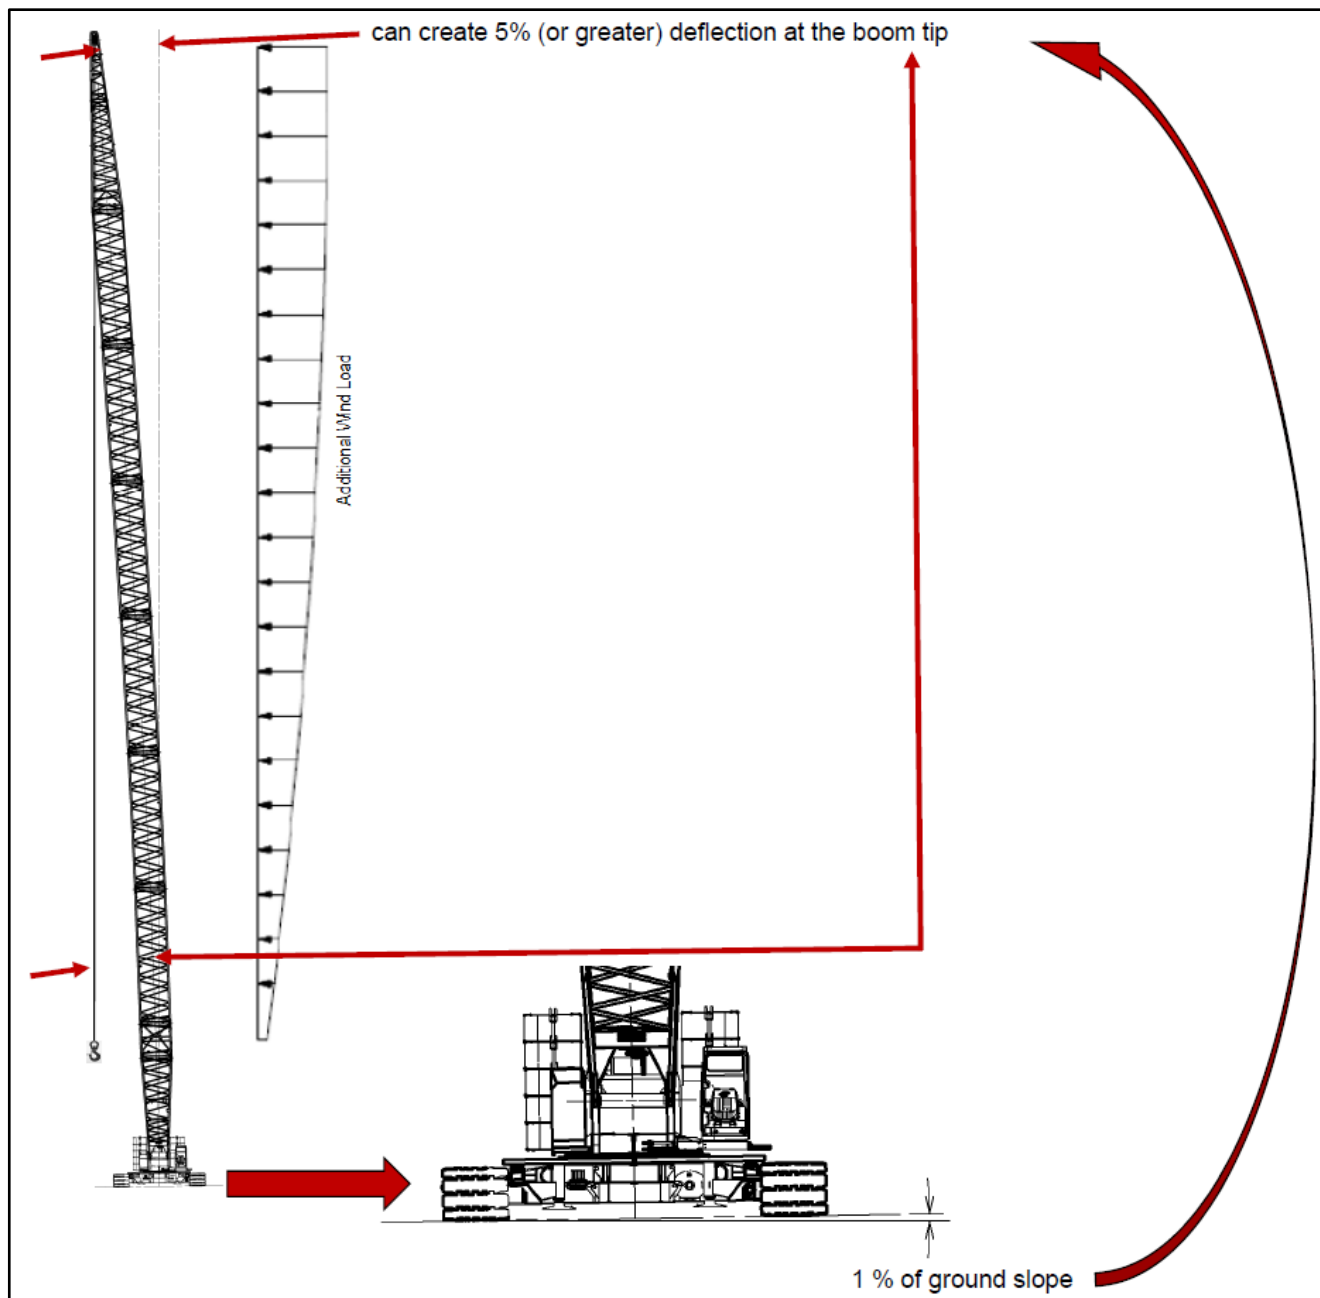 can create 5% (or greater) deflection at the boom tip
Additional Wind Load
1 % of ground slope